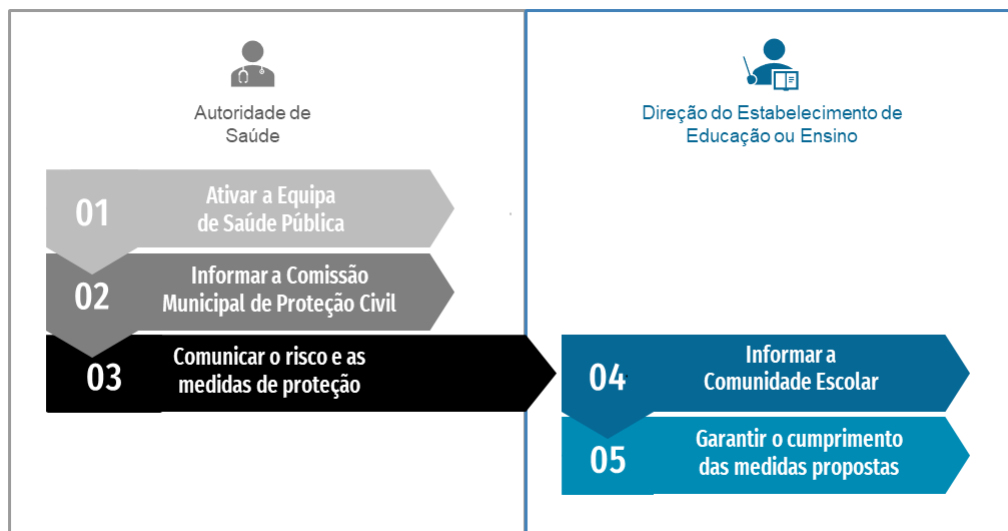 Autoridade de
Saúde
01
Ativar a Equipa
de Saúde Pública
02
Informar a Comissão
Municipal de Proteção Civil
03
Comunicar o risco e as
medidas de proteção
Direção do Estabelecimento de
Educação ou Ensino
04
Informar a
Comunidade Escolar
05
Garantir o cumprimento
das medidas propostas